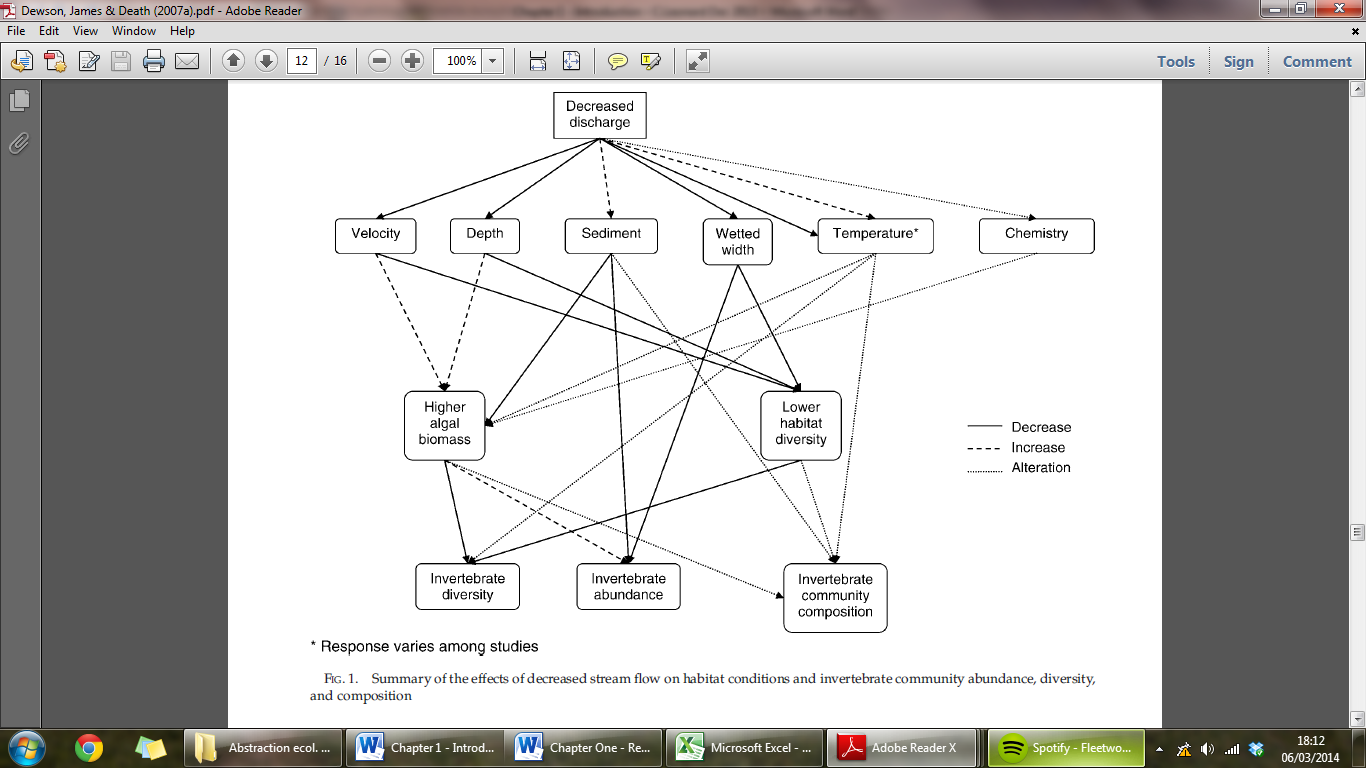 Dewson, James & Death (2007a).pdf - Adobe Reader
File Edit View Window Help
12 / 16 100% Tools Sign Comment
Decreased
discharge
Velocity Depth Sediment Wetted
width Temperature* Chemistry
Higher
algal
biomass
Lower
habitat
diversity
Decrease
Increase
Alteration
Invertebrate
diversity
Invertebrate
abundance
Invertebrate
community
composition
* Response varies among studies
FIG. 1. Summary of the effects of decreased stream flow on habitat conditions and invertebrate community abundance, diversity,
and composition
Abstraction ecol. ... Chapter 1 - Introd... Chapter One - Re... Microsoft Excel - ... Adobe Reader X Spotify - Fleetwo...
18:12
06/03/2014